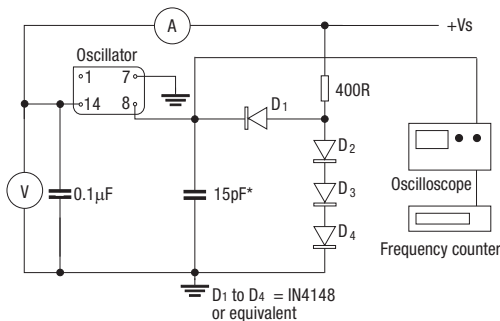 A
+Vs
Oscillator
1 7
14 8
400R
D1
D2
V
0.1μF
15pF*
D3
D4
Oscilloscope
Frequency counter
D1 to D4 = IN4148
or equivalent